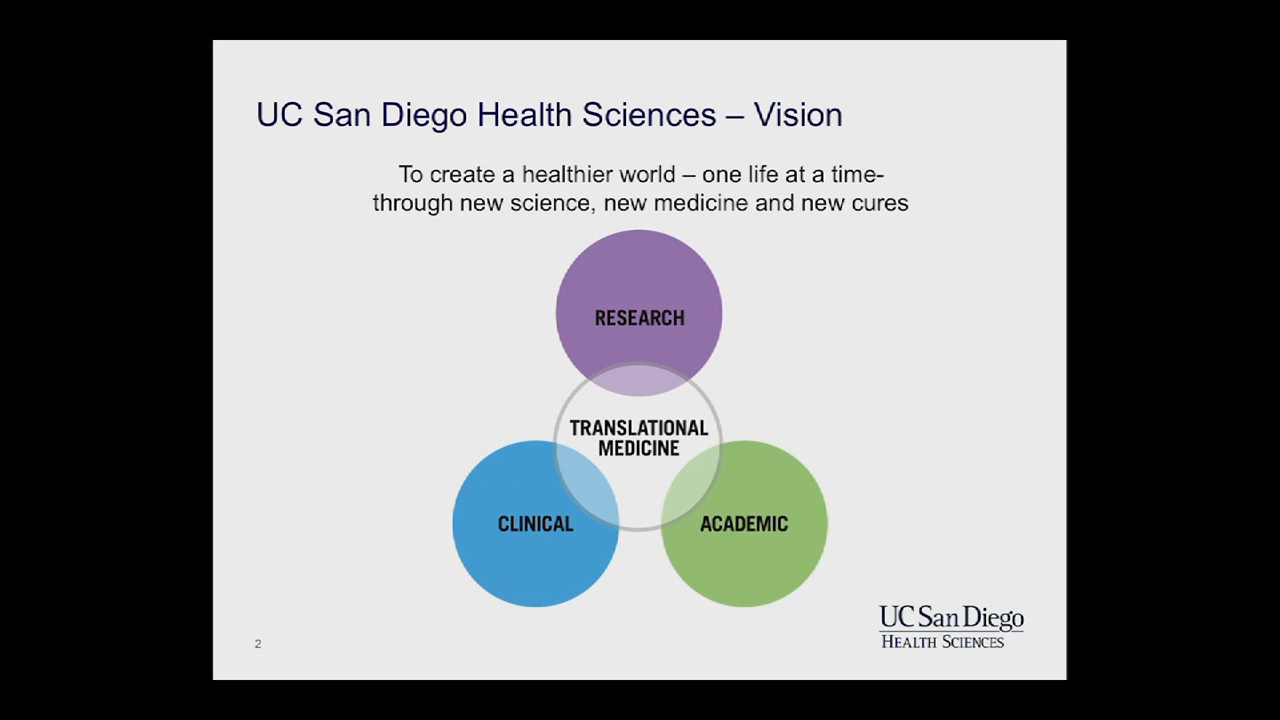 UC San Diego Health Sciences – Vision
To create a healthier world – one life at a time-
through new science, new medicine and new cures
RESEARCH
TRANSLATIONAL
MEDICINE
CLINICAL
ACADEMIC
UC San Diego
HEALTH SCIENCES
2